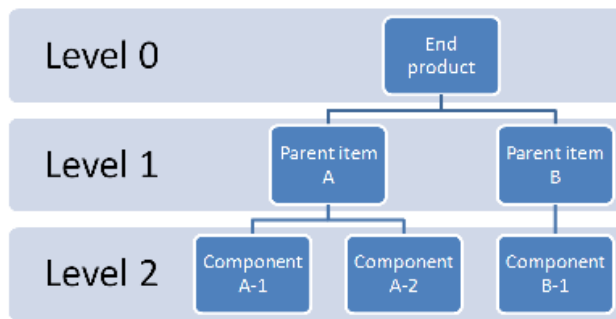 Level 0
End
product
Level 1
Parent item
A
Parent item
B
Level 2
Component
A-1
Component
A-2
Component
B-1